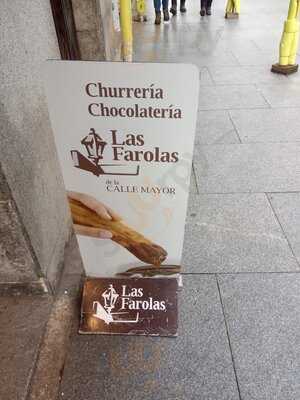 Churrería
Chocolatería
Las
Farolas
de la
CALLE MAYOR
Las
Farolas